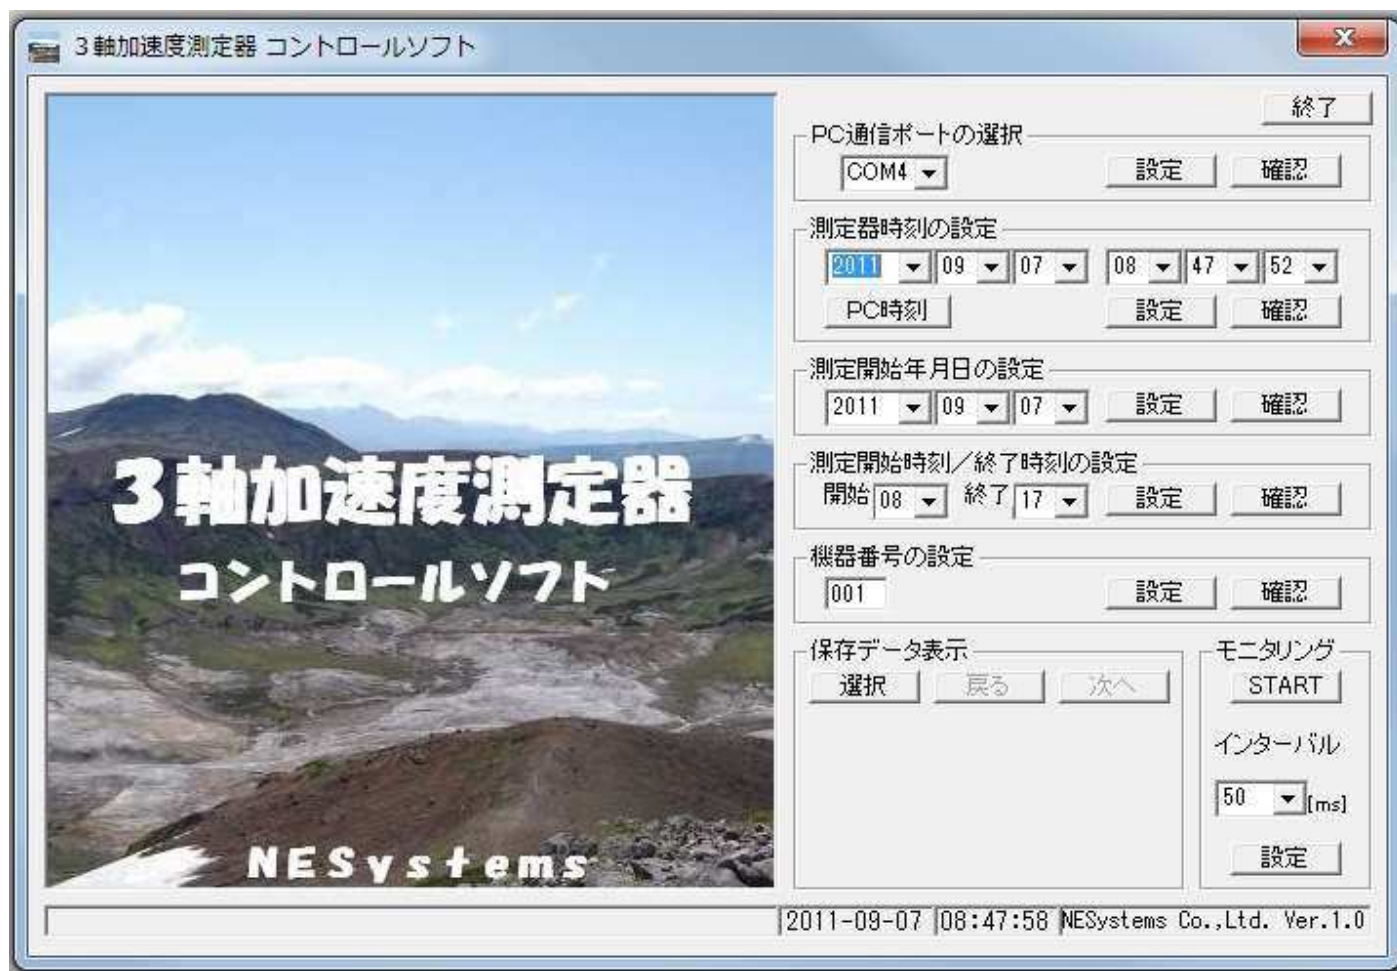 ３軸加速度測定器 コントロールソフト
３軸加速度測定器
コントロールソフト
NESystems
終了
PC通信ポートの選択
COM4 設定 確認
測定器時刻の設定
2011 09 07 08 47 52
PC時刻 設定 確認
測定開始年月日の設定
2011 09 07 設定 確認
測定開始時刻／終了時刻の設定
開始 08 終了 17 設定 確認
機器番号の設定
001 設定 確認
保存データ表示
選択 戻る 次へ
モニタリング
START
インターバル
50 [ms]
設定
2011-09-07 08:47:58 NESystems Co.,Ltd. Ver.1.0